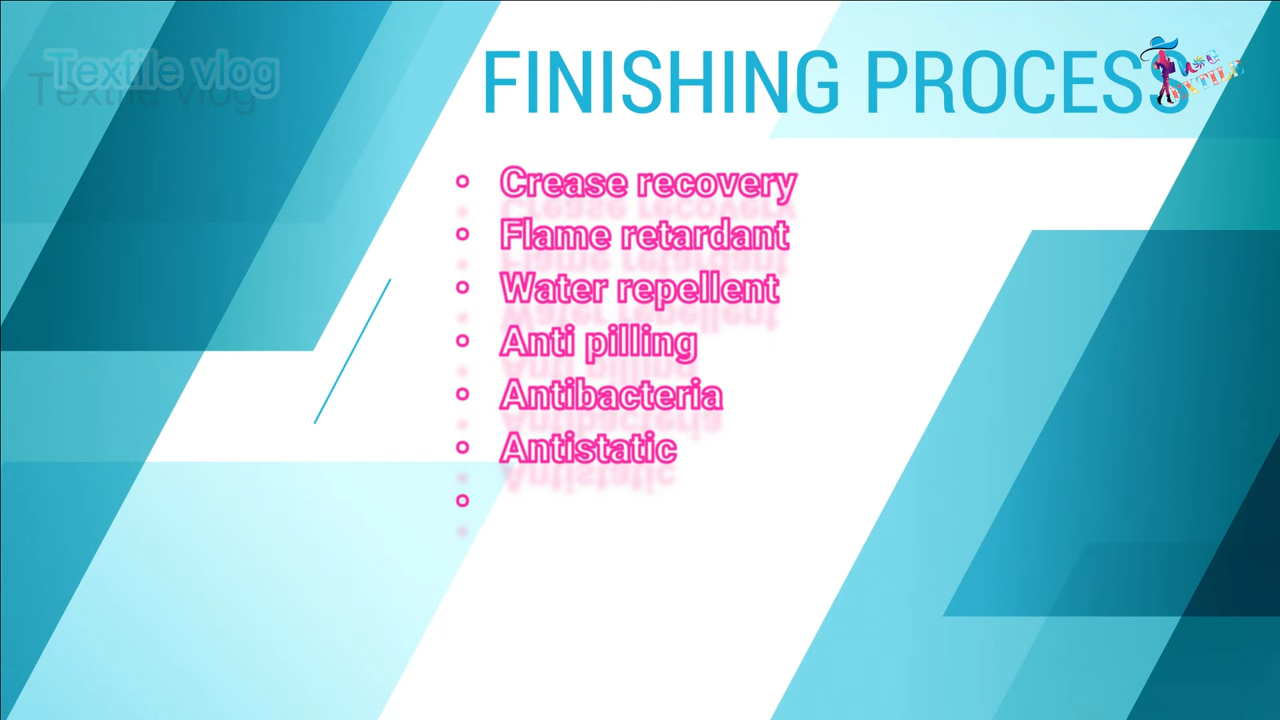 Textile vlog
FINISHING PROCESS
Crease recovery
Flame retardant
Water repellent
Anti pilling
Antibacteria
Antistatic